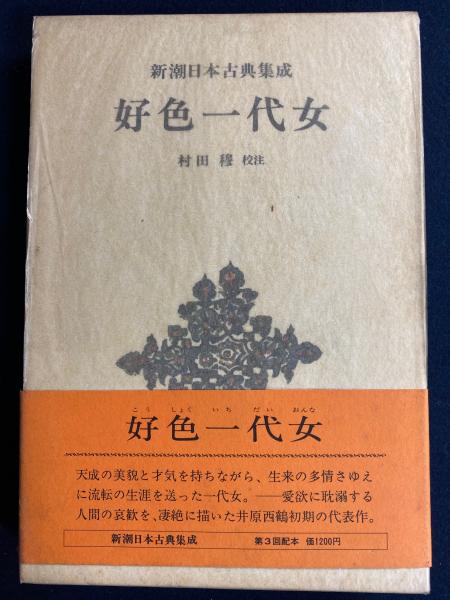 新潮日本古典集成
好色一代女
村田 穆 校注
こう しょく いち だい おんな
好色一代女
天成の美貌と才気を持ちながら、生来の多情さゆえ
に流転の生涯を送った一代女。――愛欲に耽溺する
人間の哀歓を、凄絶に描いた井原西鶴初期の代表作。
新潮日本古典集成 第3回配本 価1200円